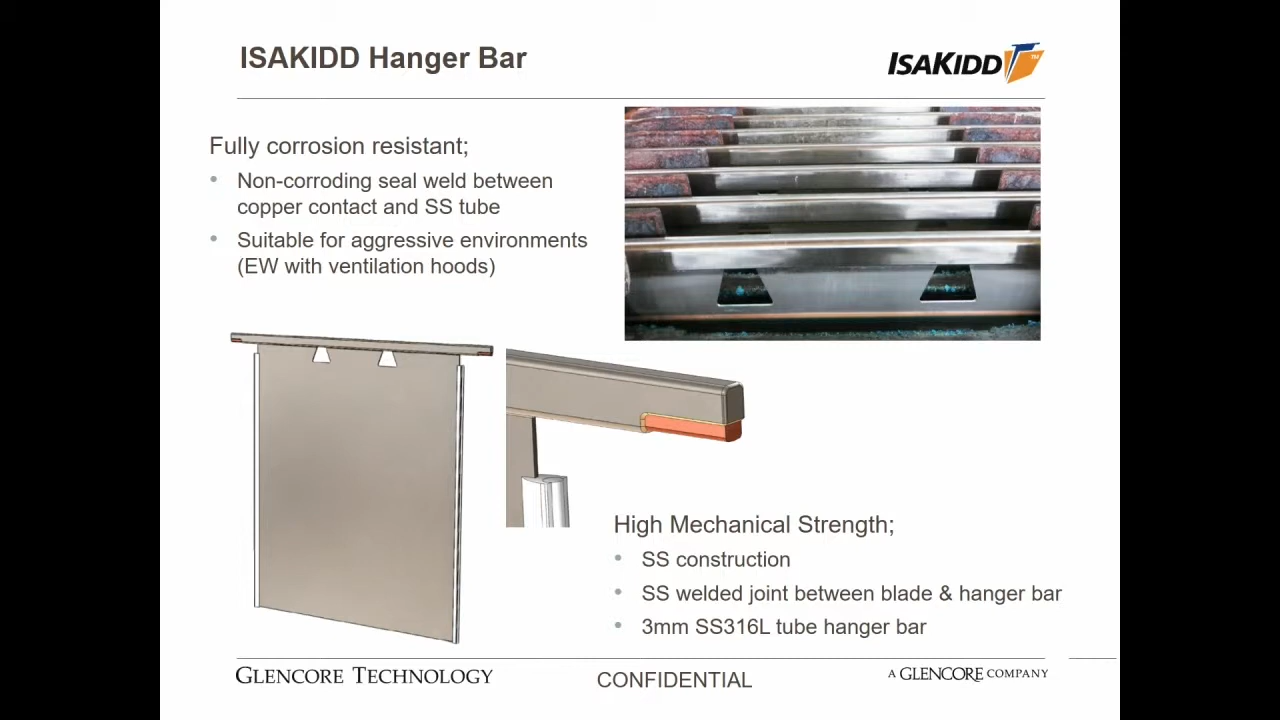 ISAKIDD Hanger Bar
ISAKIDD TM
Fully corrosion resistant;
• Non-corroding seal weld between
copper contact and SS tube
• Suitable for aggressive environments
(EW with ventilation hoods)
High Mechanical Strength;
• SS construction
• SS welded joint between blade & hanger bar
• 3mm SS316L tube hanger bar
GLENCORE TECHNOLOGY
CONFIDENTIAL
A GLENCORE COMPANY